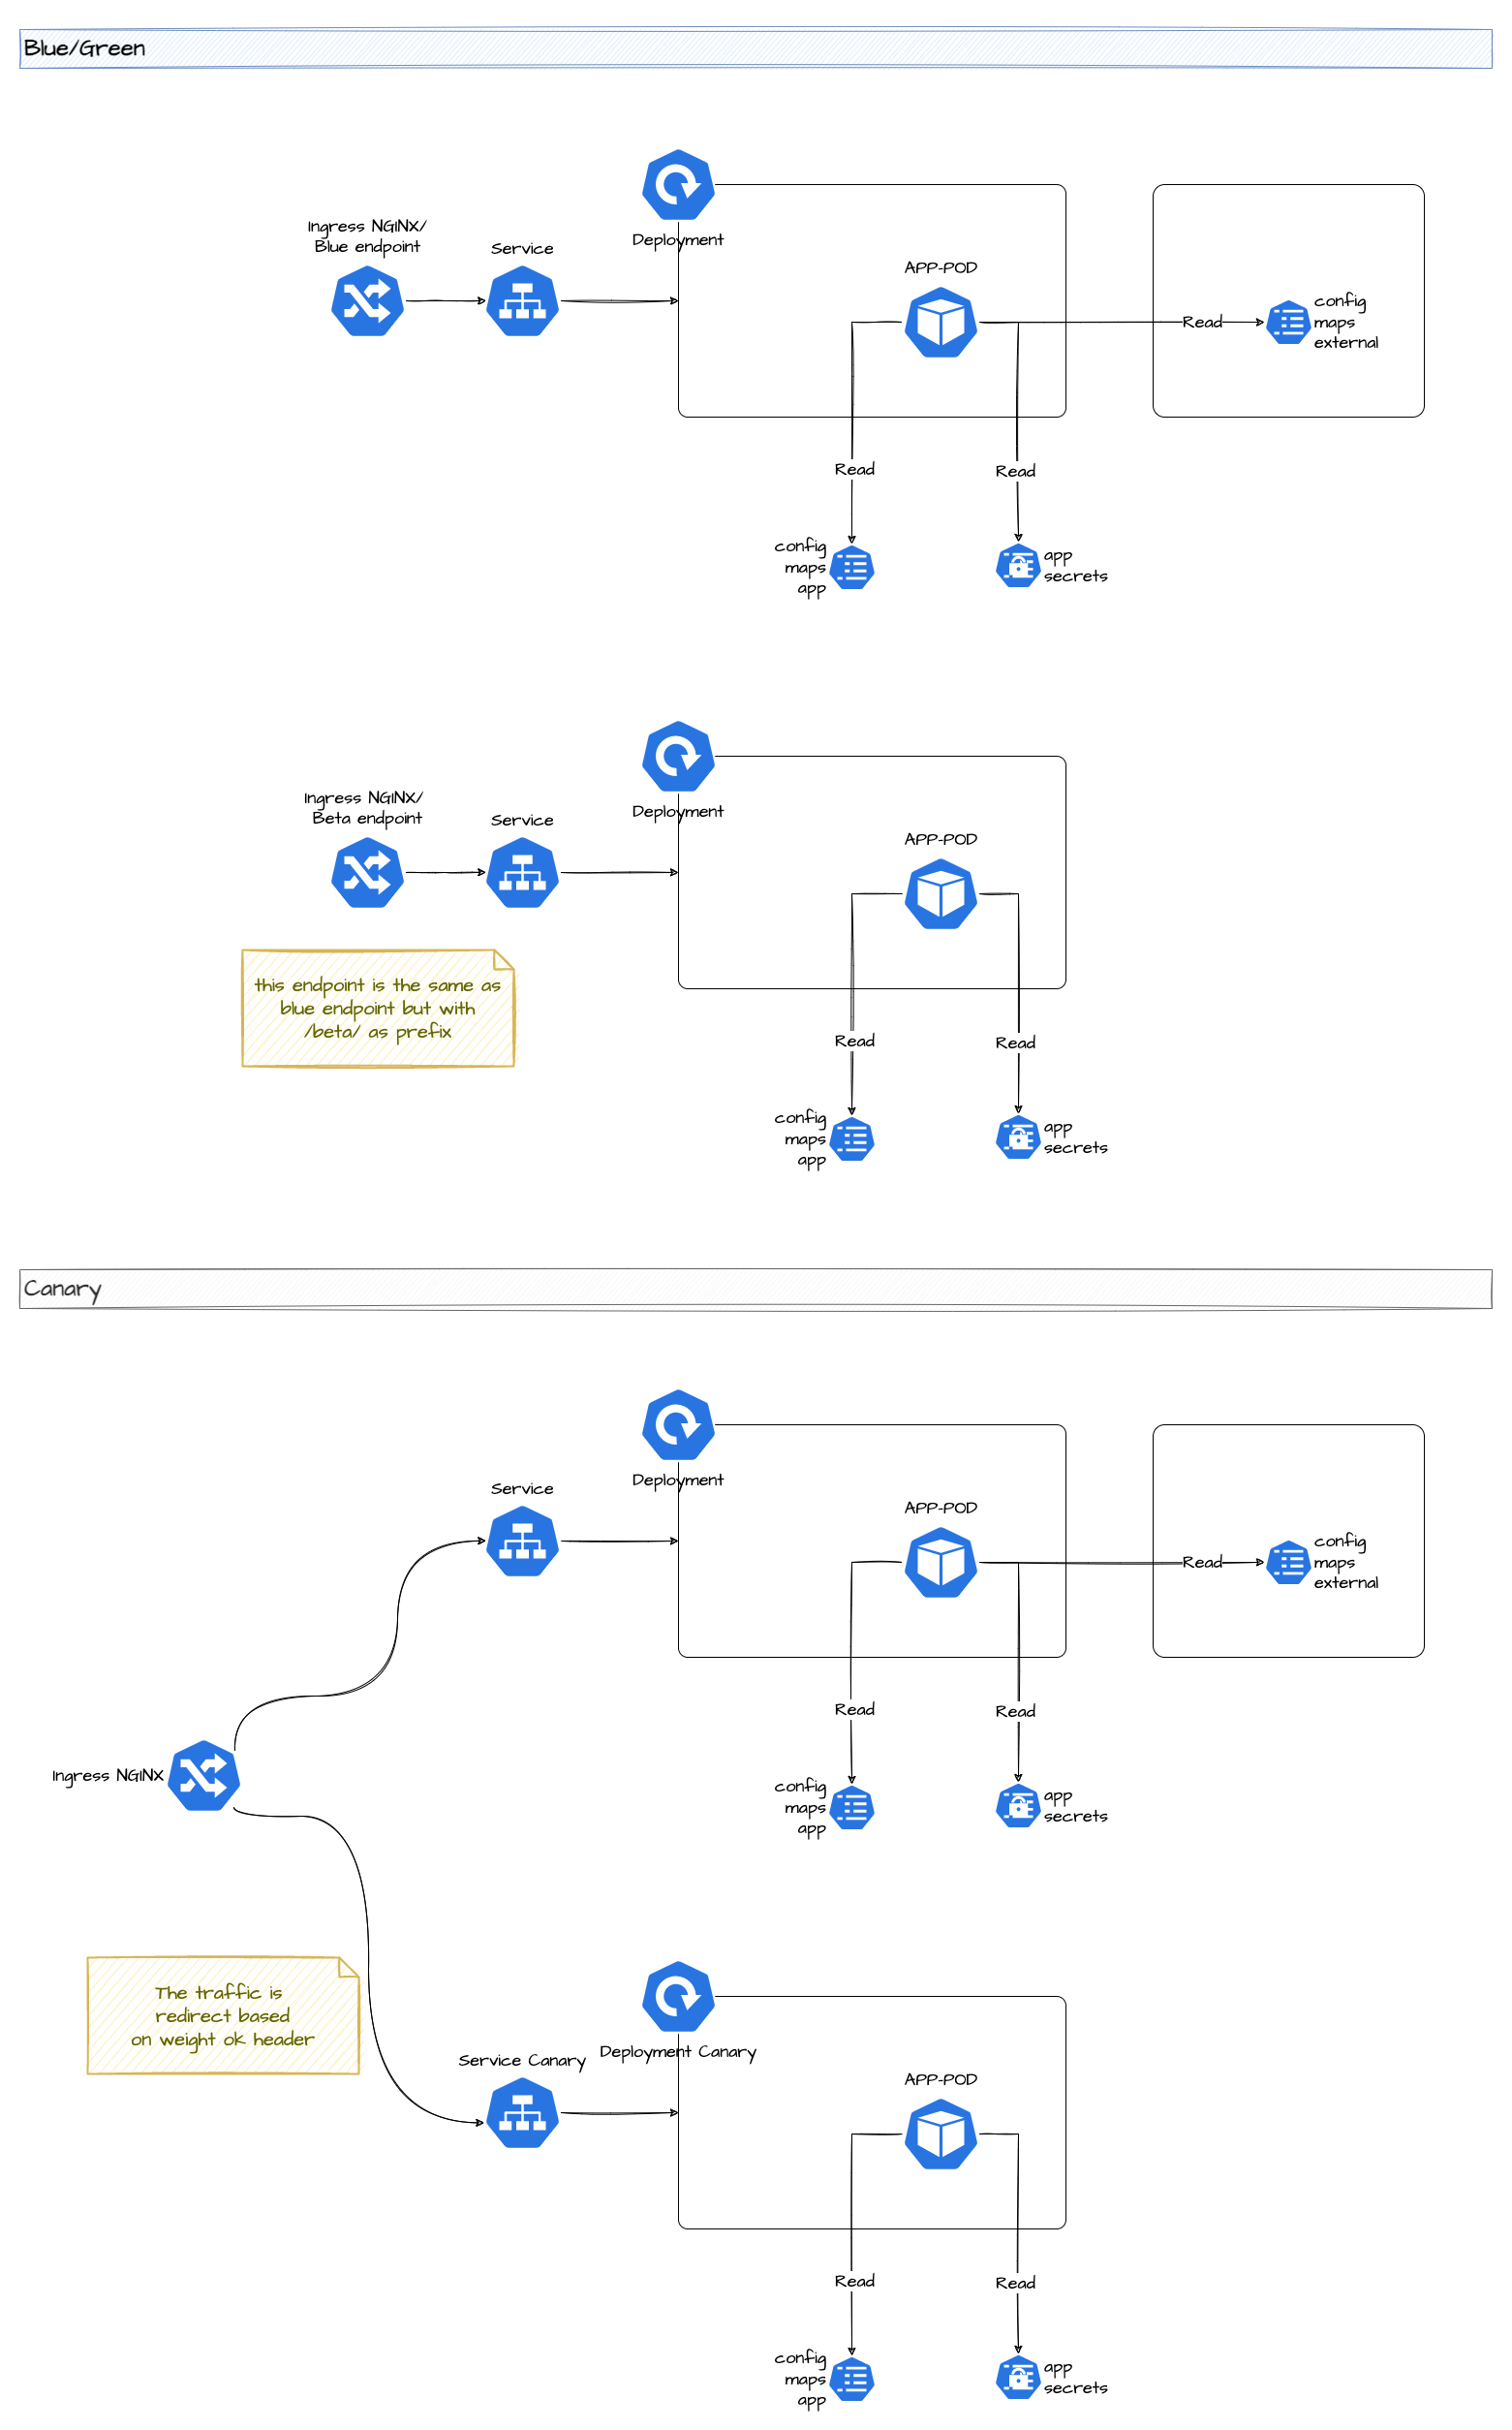 Blue/Green
Ingress NGINX/
Blue endpoint
Service
Deployment
APP-POD
Read
config
maps
external
Read
Read
config
maps
app
app
secrets
Ingress NGINX/
Beta endpoint
Service
Deployment
APP-POD
this endpoint is the same as
blue endpoint but with
/beta/ as prefix
Read
Read
config
maps
app
app
secrets
Canary
Service
Deployment
APP-POD
Read
config
maps
external
Read
Read
Ingress NGINX
config
maps
app
app
secrets
The traffic is
redirect based
on weight ok header
Service Canary
Deployment Canary
APP-POD
Read
Read
config
maps
app
app
secrets